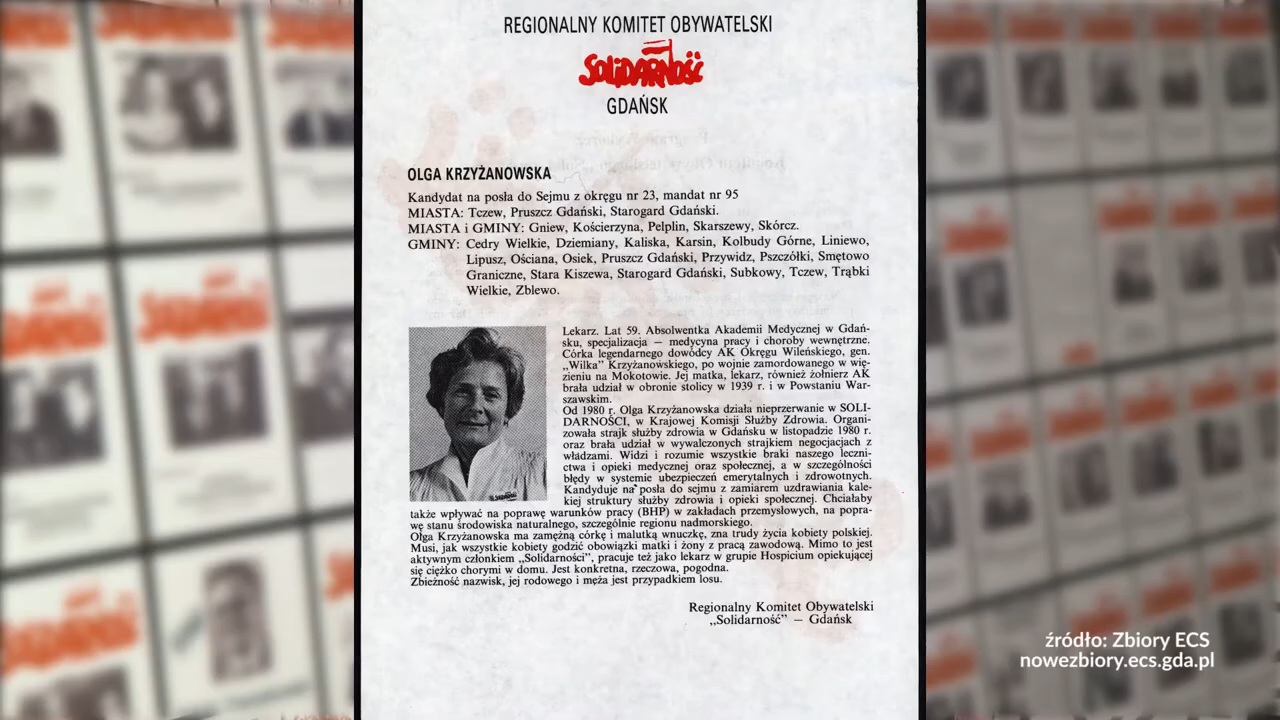 REGIONALNY KOMITET OBYWATELSKI
SOLIDARNOŚĆ
GDAŃSK
OLGA KRZYŻANOWSKA
Kandydat na posła do Sejmu z okręgu nr 23, mandat nr 95
MIASTA: Tczew, Pruszcz Gdański, Starogard Gdański.
MIASTA i GMINY: Gniew, Kościerzyna, Pelplin, Skarszewy, Skórcz.
GMINY: Cedry Wielkie, Dziemiany, Kaliska, Karsin, Kolbudy Górne, Liniewo,
Lipusz, Ościana, Osiek, Pruszcz Gdański, Przywidz, Pszczółki, Smętowo
Graniczne, Stara Kiszewa, Starogard Gdański, Subkowy, Tczew, Trąbki
Wielkie, Zblewo.
Lekarz. Lat 59. Absolwentka Akademii Medycznej w Gdań-
sku, specjalizacja — medycyna pracy i choroby wewnętrzne.
Córka legendarnego dowódcy AK Okręgu Wileńskiego, gen.
„Wilka” Krzyżanowskiego, po wojnie zamordowanego w wię-
zieniu na Mokotowie. Jej matka, lekarz, również żołnierz AK
brała udział w obronie stolicy w 1939 r. i w Powstaniu War-
szawskim.
Od 1980 r. Olga Krzyżanowska działa nieprzerwanie w SOLI-
DARNOŚCI, w Krajowej Komisji Służby Zdrowia. Organi-
zowała strajk służby zdrowia w Gdańsku w listopadzie 1980 r.
oraz brała udział w wywalczonych strajkiem negocjacjach z
władzami. Widzi i rozumie wszystkie braki naszego leczni-
ctwa i opieki medycznej oraz społecznej, a w szczególności
błędy w systemie ubezpieczeń emerytalnych i zdrowotnych.
Kandyduje na posła do sejmu z zamiarem uzdrawiania kale-
kiej struktury służby zdrowia i opieki społecznej. Chciałaby
także wpływać na poprawę warunków pracy (BHP) w zakładach przemysłowych, na popra-
wę stanu środowiska naturalnego, szczególnie regionu nadmorskiego.
Olga Krzyżanowska ma zamężną córkę i malutką wnuczkę, zna trudy życia kobiety polskiej.
Musi, jak wszystkie kobiety godzić obowiązki matki i żony z pracą zawodową. Mimo to jest
aktywnym członkiem „Solidarności”, pracuje też jako lekarz w grupie Hospicium opiekującej
się ciężko chorymi w domu. Jest konkretna, rzeczowa, pogodna.
Zbieżność nazwisk, jej rodowego i męża jest przypadkiem losu.
Regionalny Komitet Obywatelski
„Solidarność” — Gdańsk
źródło: Zbiory ECS
nowezbiory.ecs.gda.pl